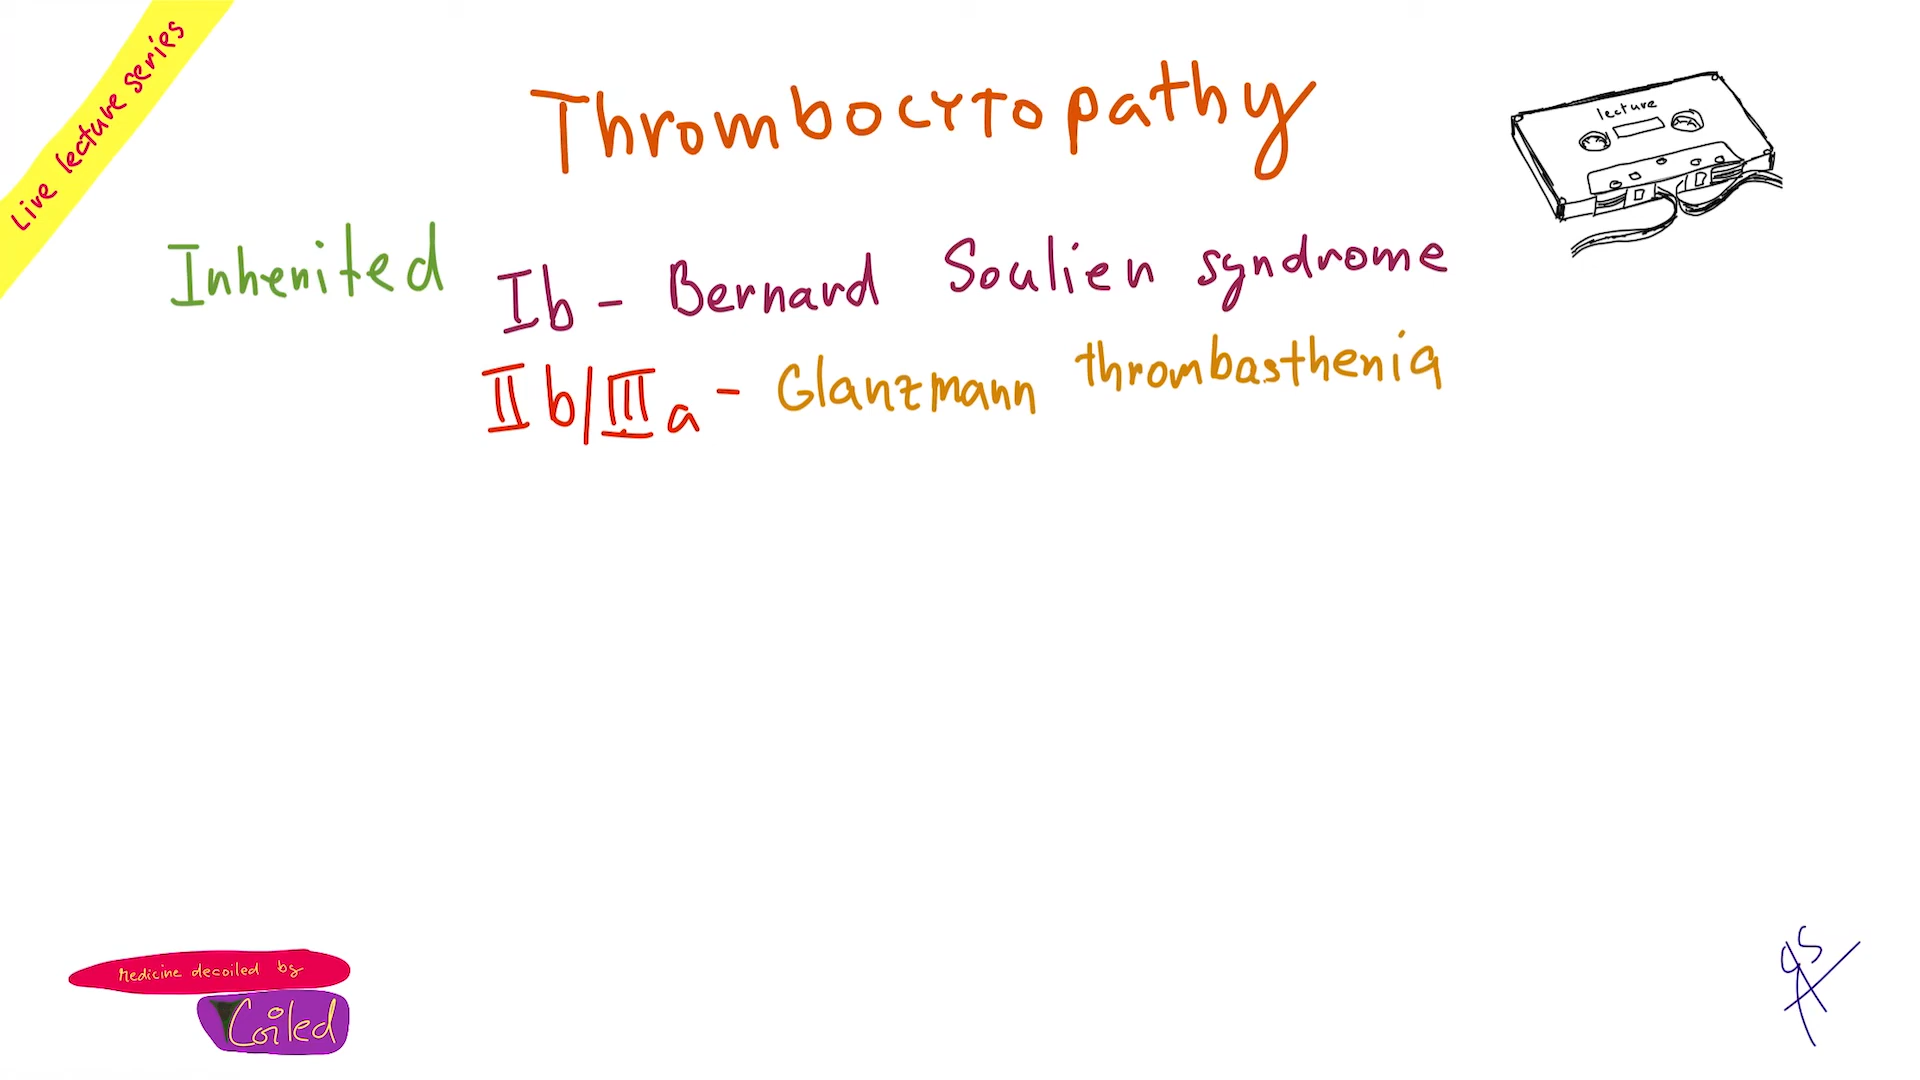 Live lecture series
Thrombocytopathy
lecture
Inherited
Ib - Bernard Soulier syndrome
IIb/IIIa - Glanzmann thrombasthenia
Medicine decoiled by
Coiled